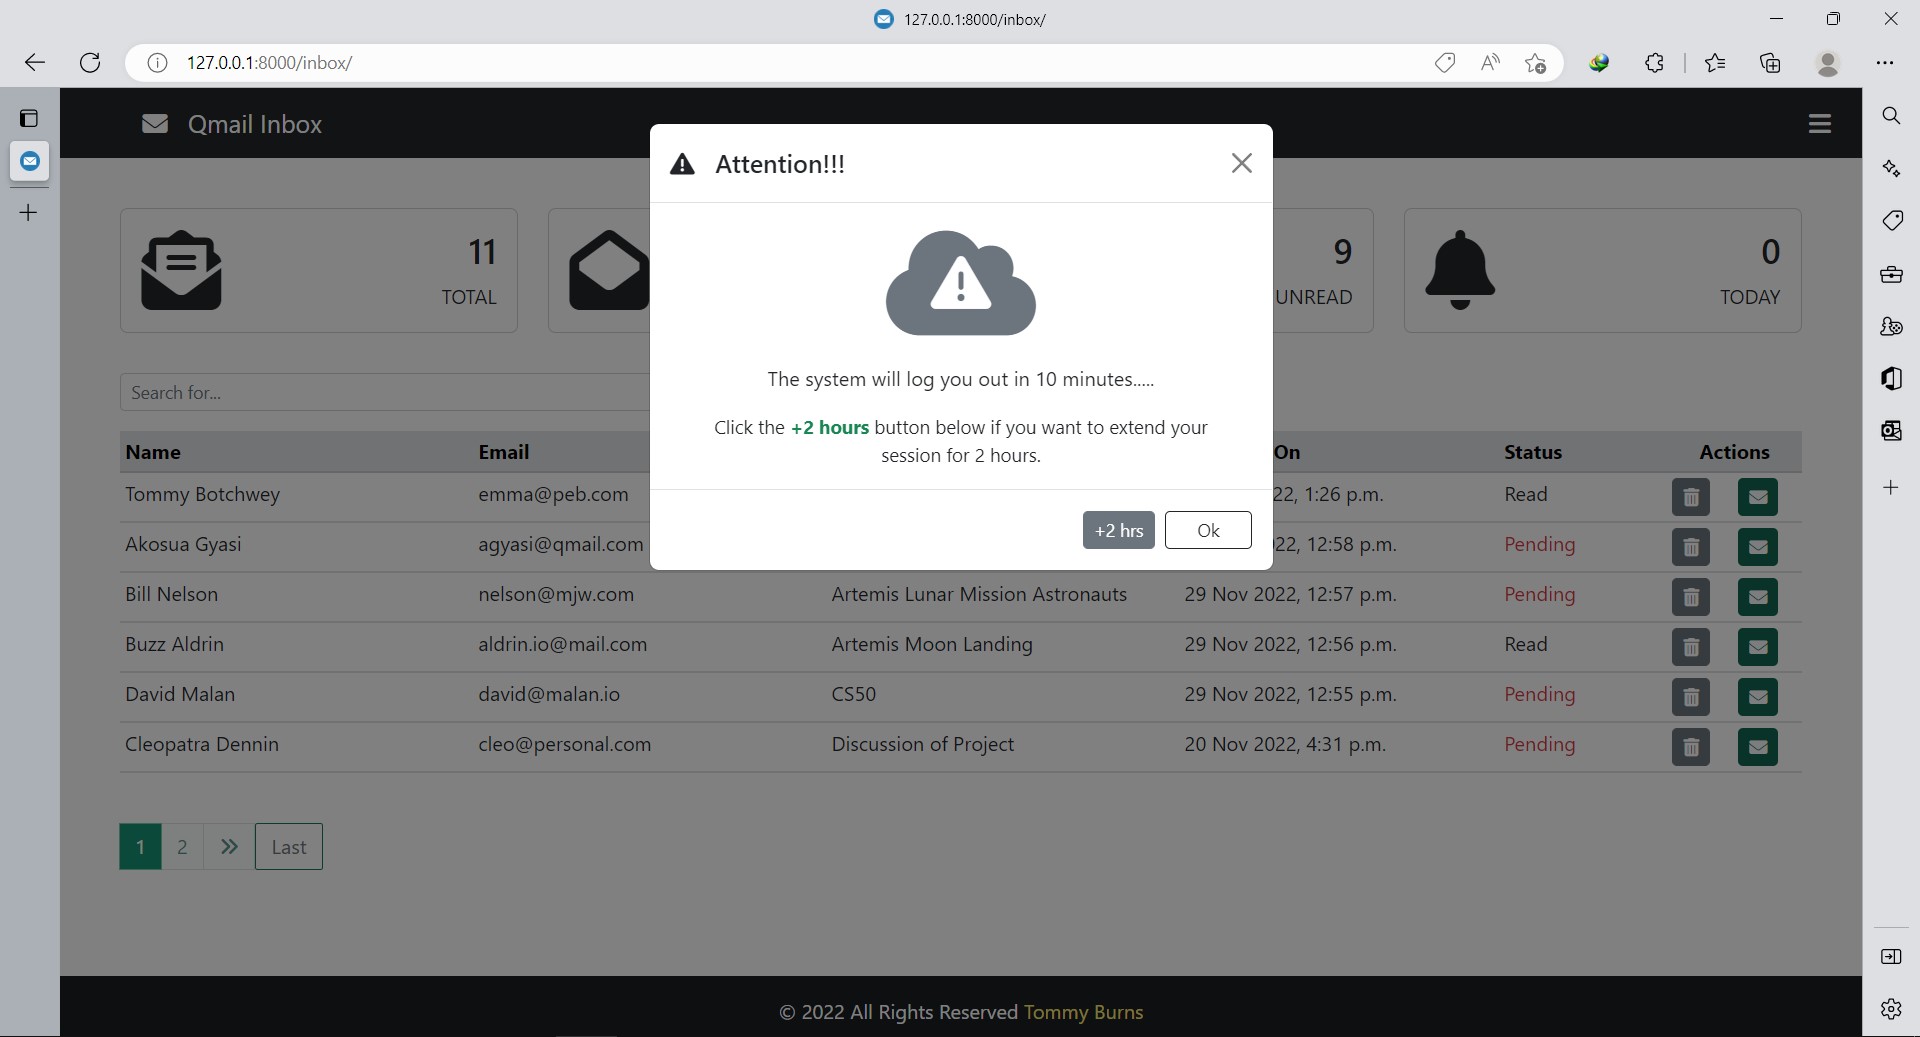 127.0.0.1:8000/inbox/
127.0.0.1:8000/inbox/
Qmail Inbox
Attention!!!
11
TOTAL
9
UNREAD
0
TODAY
The system will log you out in 10 minutes.....
Click the +2 hours button below if you want to extend your
session for 2 hours.
+2 hrs
Ok
Search for...
Name Email On Status Actions
Tommy Botchwey emma@peb.com 22, 1:26 p.m. Read
Akosua Gyasi agyasi@qmail.com 22, 12:58 p.m. Pending
Bill Nelson nelson@mjw.com Artemis Lunar Mission Astronauts 29 Nov 2022, 12:57 p.m. Pending
Buzz Aldrin aldrin.io@mail.com Artemis Moon Landing 29 Nov 2022, 12:56 p.m. Read
David Malan david@malan.io CS50 29 Nov 2022, 12:55 p.m. Pending
Cleopatra Dennin cleo@personal.com Discussion of Project 20 Nov 2022, 4:31 p.m. Pending
1 2 » Last
© 2022 All Rights Reserved Tommy Burns